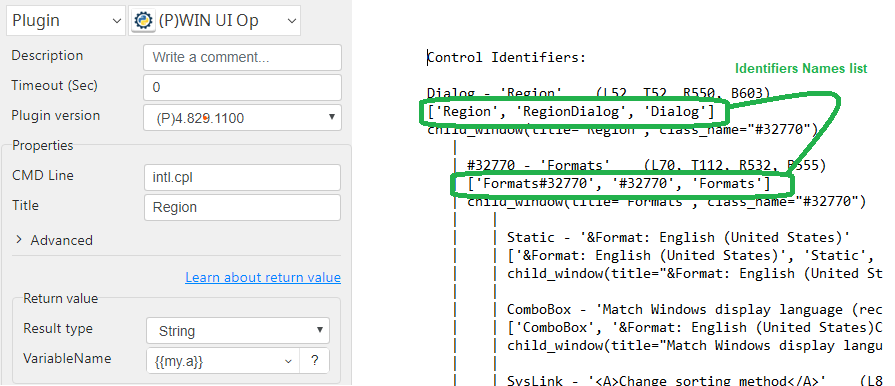 Plugin
(P)WIN UI Op
Description
Write a comment...
Timeout (Sec)
0
Plugin version
(P)4.829.1100
Properties
CMD Line
intl.cpl
Title
Region
Advanced
Learn about return value
Return value
Result type
String
VariableName
{{my.a}}
?
Control Identifiers:
Identifiers Names list
Dialog - 'Region' (L52, T52, R550, B603)
['Region', 'RegionDialog', 'Dialog']
child_window(title="Region", class_name="#32770")
#32770 - 'Formats' (L70, T112, R532, B555)
['Formats#32770', '#32770', 'Formats']
child_window(title="Formats", class_name="#32770")
Static - '&Format: English (United States)'
['&Format: English (United States)', 'Static',
child_window(title="&Format: English (United St
ComboBox - 'Match Windows display language (rec
['ComboBox', '&Format: English (United States)C
child_window(title="Match Windows display langu
SysLink - '<A>Change sorting method</A>' (L8